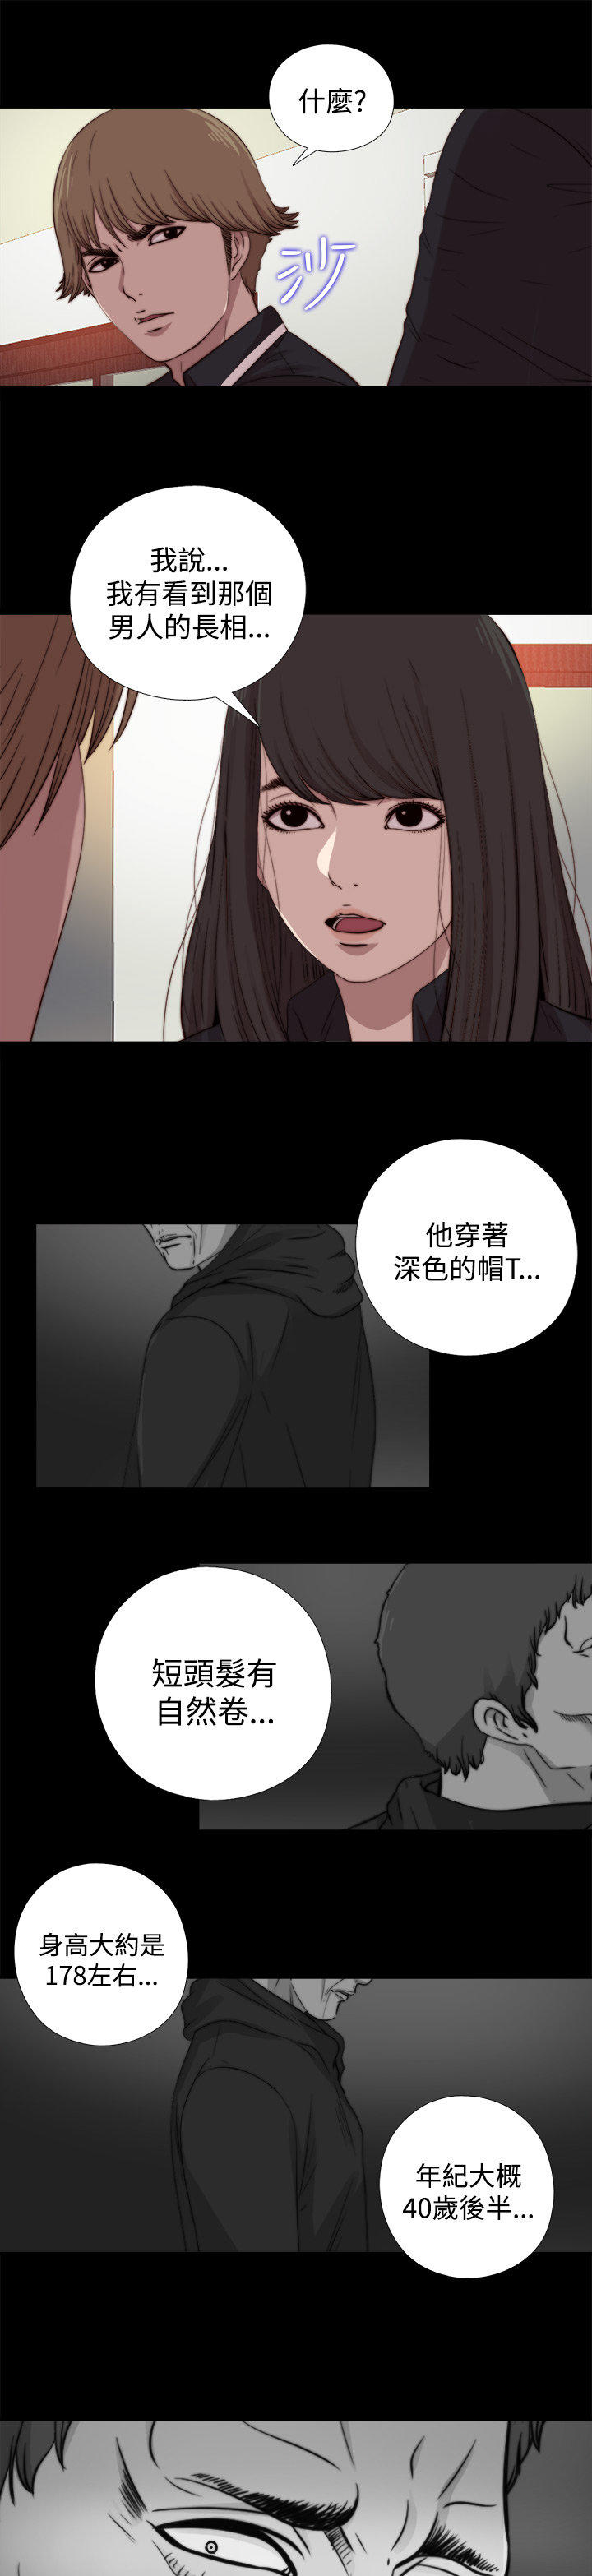 什麼?
沙
我說...
我有看到那個
男人的長相...
他穿著
深色的帽T...
短頭髮有
自然卷...
身高大約是
178左右...
年紀大概
40歲後半...